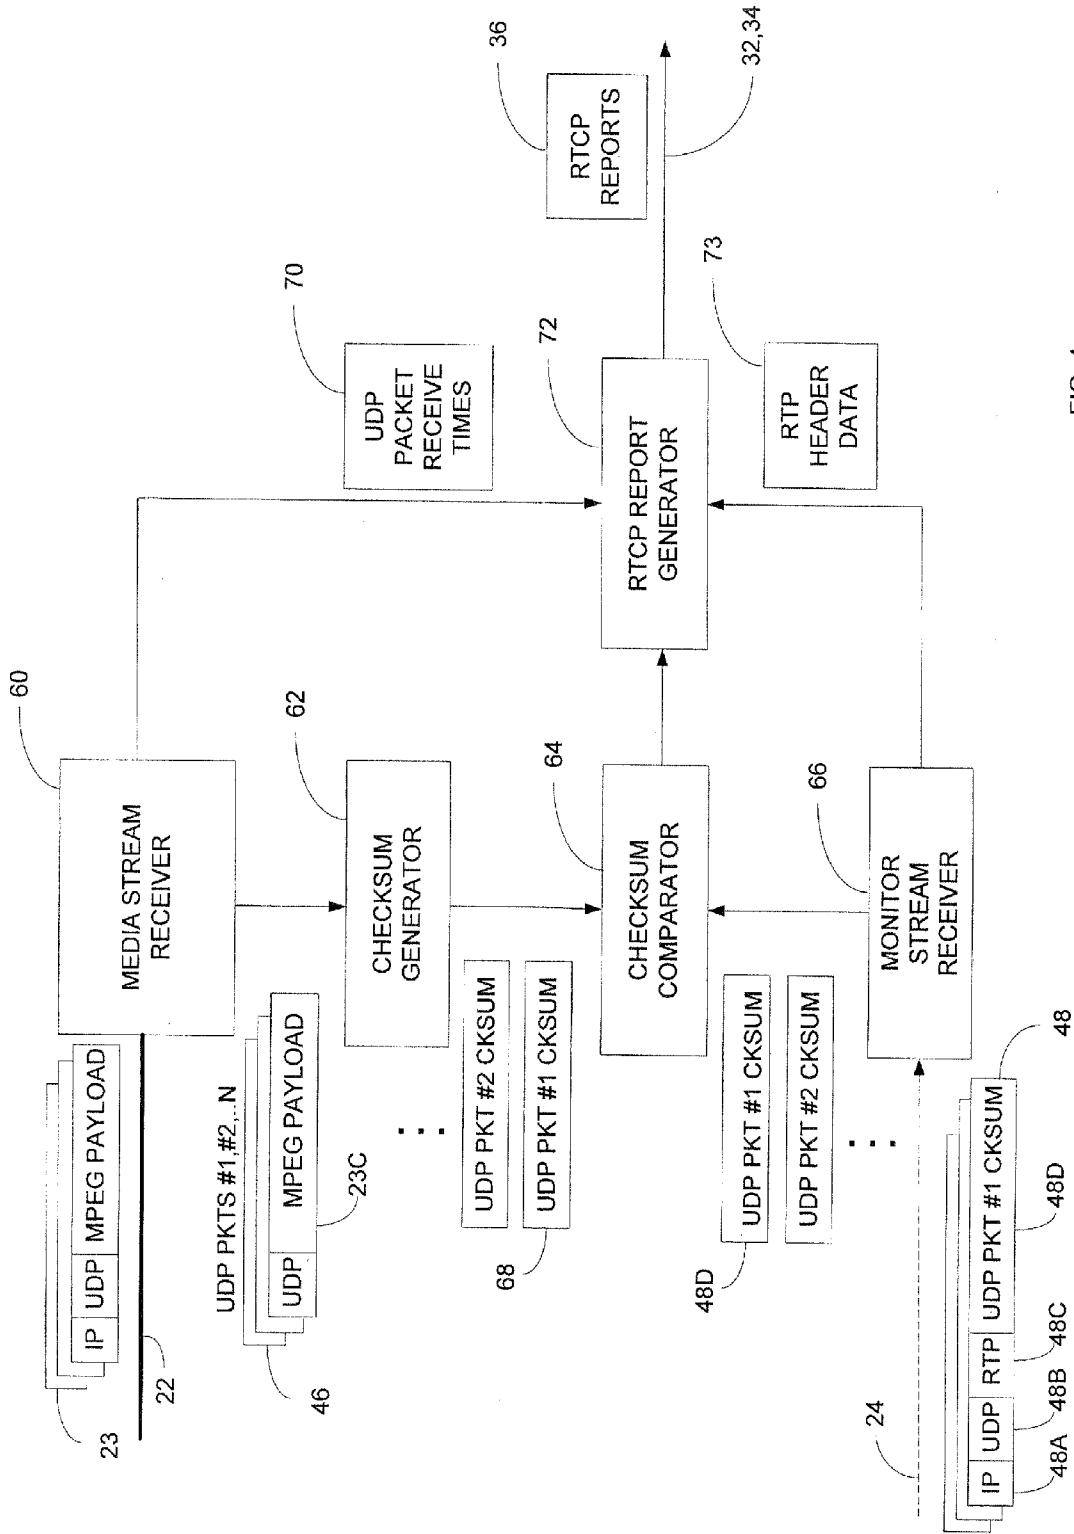 23
IP
UDP
MPEG PAYLOAD
22
60
MEDIA STREAM
RECEIVER
UDP PKTS #1,#2,..N
UDP
MPEG PAYLOAD
46
23C
62
CHECKSUM
GENERATOR
70
UDP
PACKET
RECEIVE
TIMES
UDP PKT #2 CKSUM
UDP PKT #1 CKSUM
68
...
64
CHECKSUM
COMPARATOR
72
RTCP REPORT
GENERATOR
36
RTCP
REPORTS
32,34
48D
UDP PKT #1 CKSUM
UDP PKT #2 CKSUM
...
73
RTP
HEADER
DATA
66
MONITOR
STREAM
RECEIVER
24
IP
UDP
RTP
UDP PKT #1 CKSUM
48
48A
48B
48C
48D